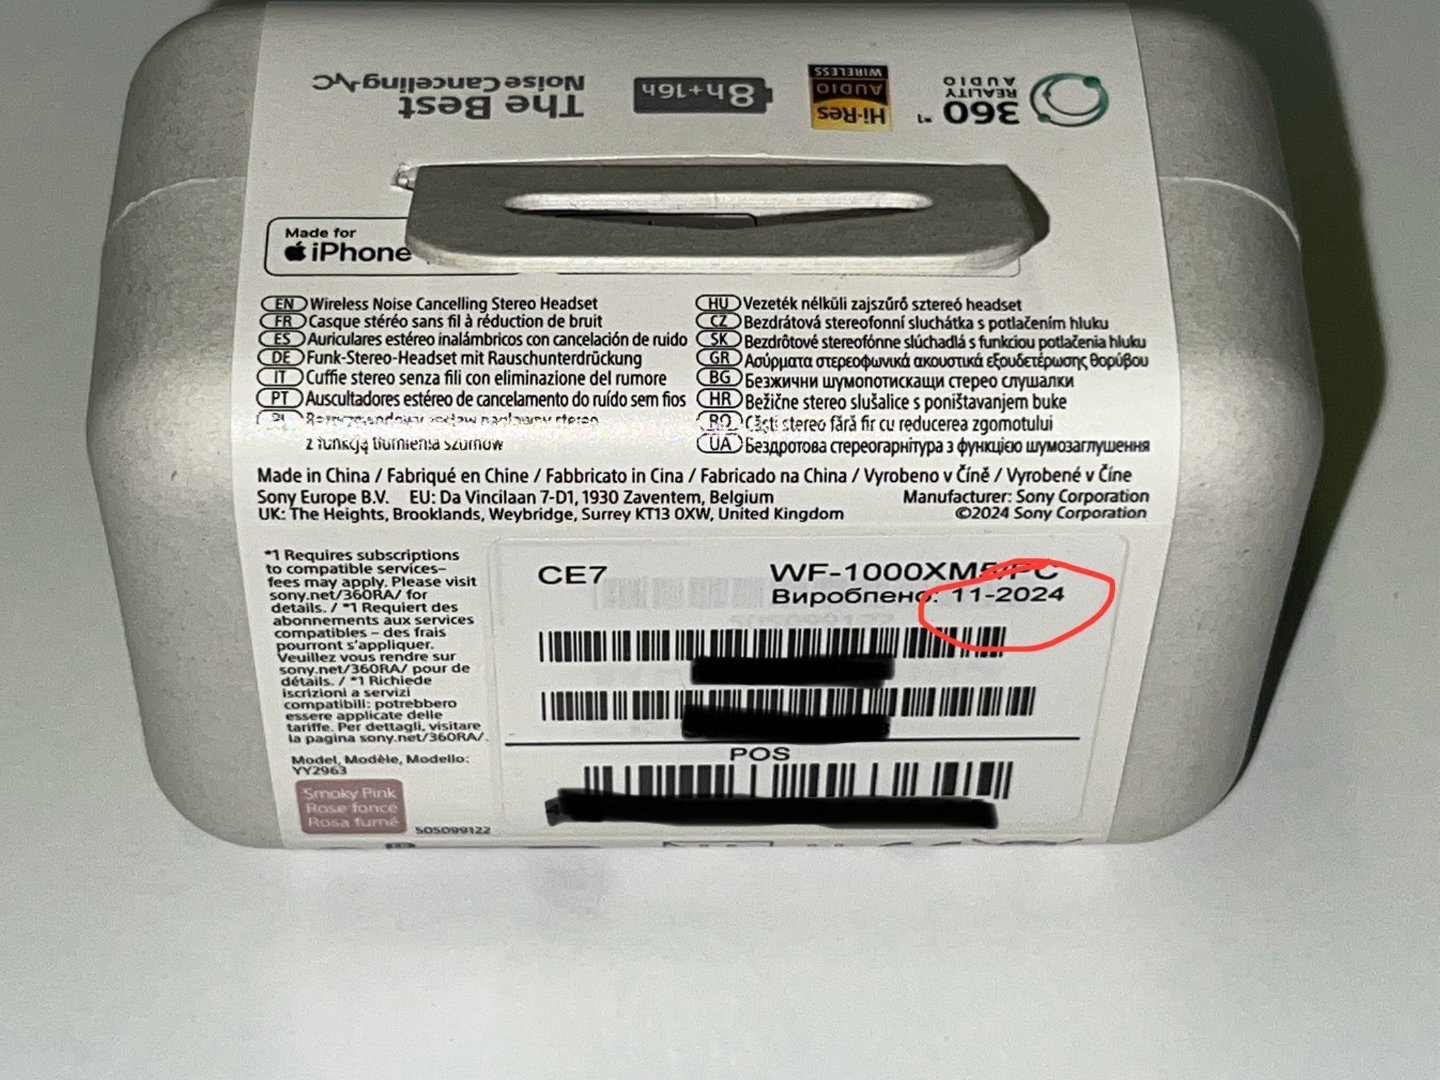 360 *1
REALITY
AUDIO
Hi-Res
AUDIO
WIRELESS
8h+16h
The Best
Noise Canceling
Made for
iPhone
EN Wireless Noise Cancelling Stereo Headset
FR Casque stéréo sans fil à réduction de bruit
ES Auriculares estéreo inalámbricos con cancelación de ruido
DE Funk-Stereo-Headset mit Rauschunterdrückung
IT Cuffie stereo senza fili con eliminazione del rumore
PT Auscultadores estéreo de cancelamento do ruído sem fios
PL Bezprzewodowy zestaw nagłowny stereo
z funkcją tłumienia szumów
HU Vezeték nélküli zajszűrő sztereó headset
CZ Bezdrátová stereofonní sluchátka s potlačením hluku
SK Bezdrôtové stereofónne slúchadlá s funkciou potlačenia hluku
GR Ασύρματα στερεοφωνικά ακουστικά εξουδετέρωσης θορύβου
BG Безжични шумопотискащи стерео слушалки
HR Bežične stereo slušalice s poništavanjem buke
RO Căști stereo fără fir cu reducerea zgomotului
UA Бездротова стереогарнітура з функцією шумозаглушення
Made in China / Fabriqué en Chine / Fabbricato in Cina / Fabricado na China / Vyrobeno v Číně / Vyrobené v Číne
Sony Europe B.V. EU: Da Vincilaan 7-D1, 1930 Zaventem, Belgium
UK: The Heights, Brooklands, Weybridge, Surrey KT13 0XW, United Kingdom
Manufacturer: Sony Corporation
©2024 Sony Corporation
*1 Requires subscriptions
to compatible services–
fees may apply. Please visit
sony.net/360RA/ for
details. / *1 Requiert des
abonnements aux services
compatibles – des frais
pourront s'appliquer.
Veuillez vous rendre sur
sony.net/360RA/ pour de
détails. / *1 Richiede
iscrizioni a servizi
compatibili: potrebbero
essere applicate delle
tariffe. Per dettagli, visitare
la pagina sony.net/360RA/.
Model, Modèle, Modello:
YY2963
Smoky Pink
Rose foncé
Rosa fumé
505099122
CE7
WF-1000XM5/PC
Вироблено: 11-2024
505099122
POS